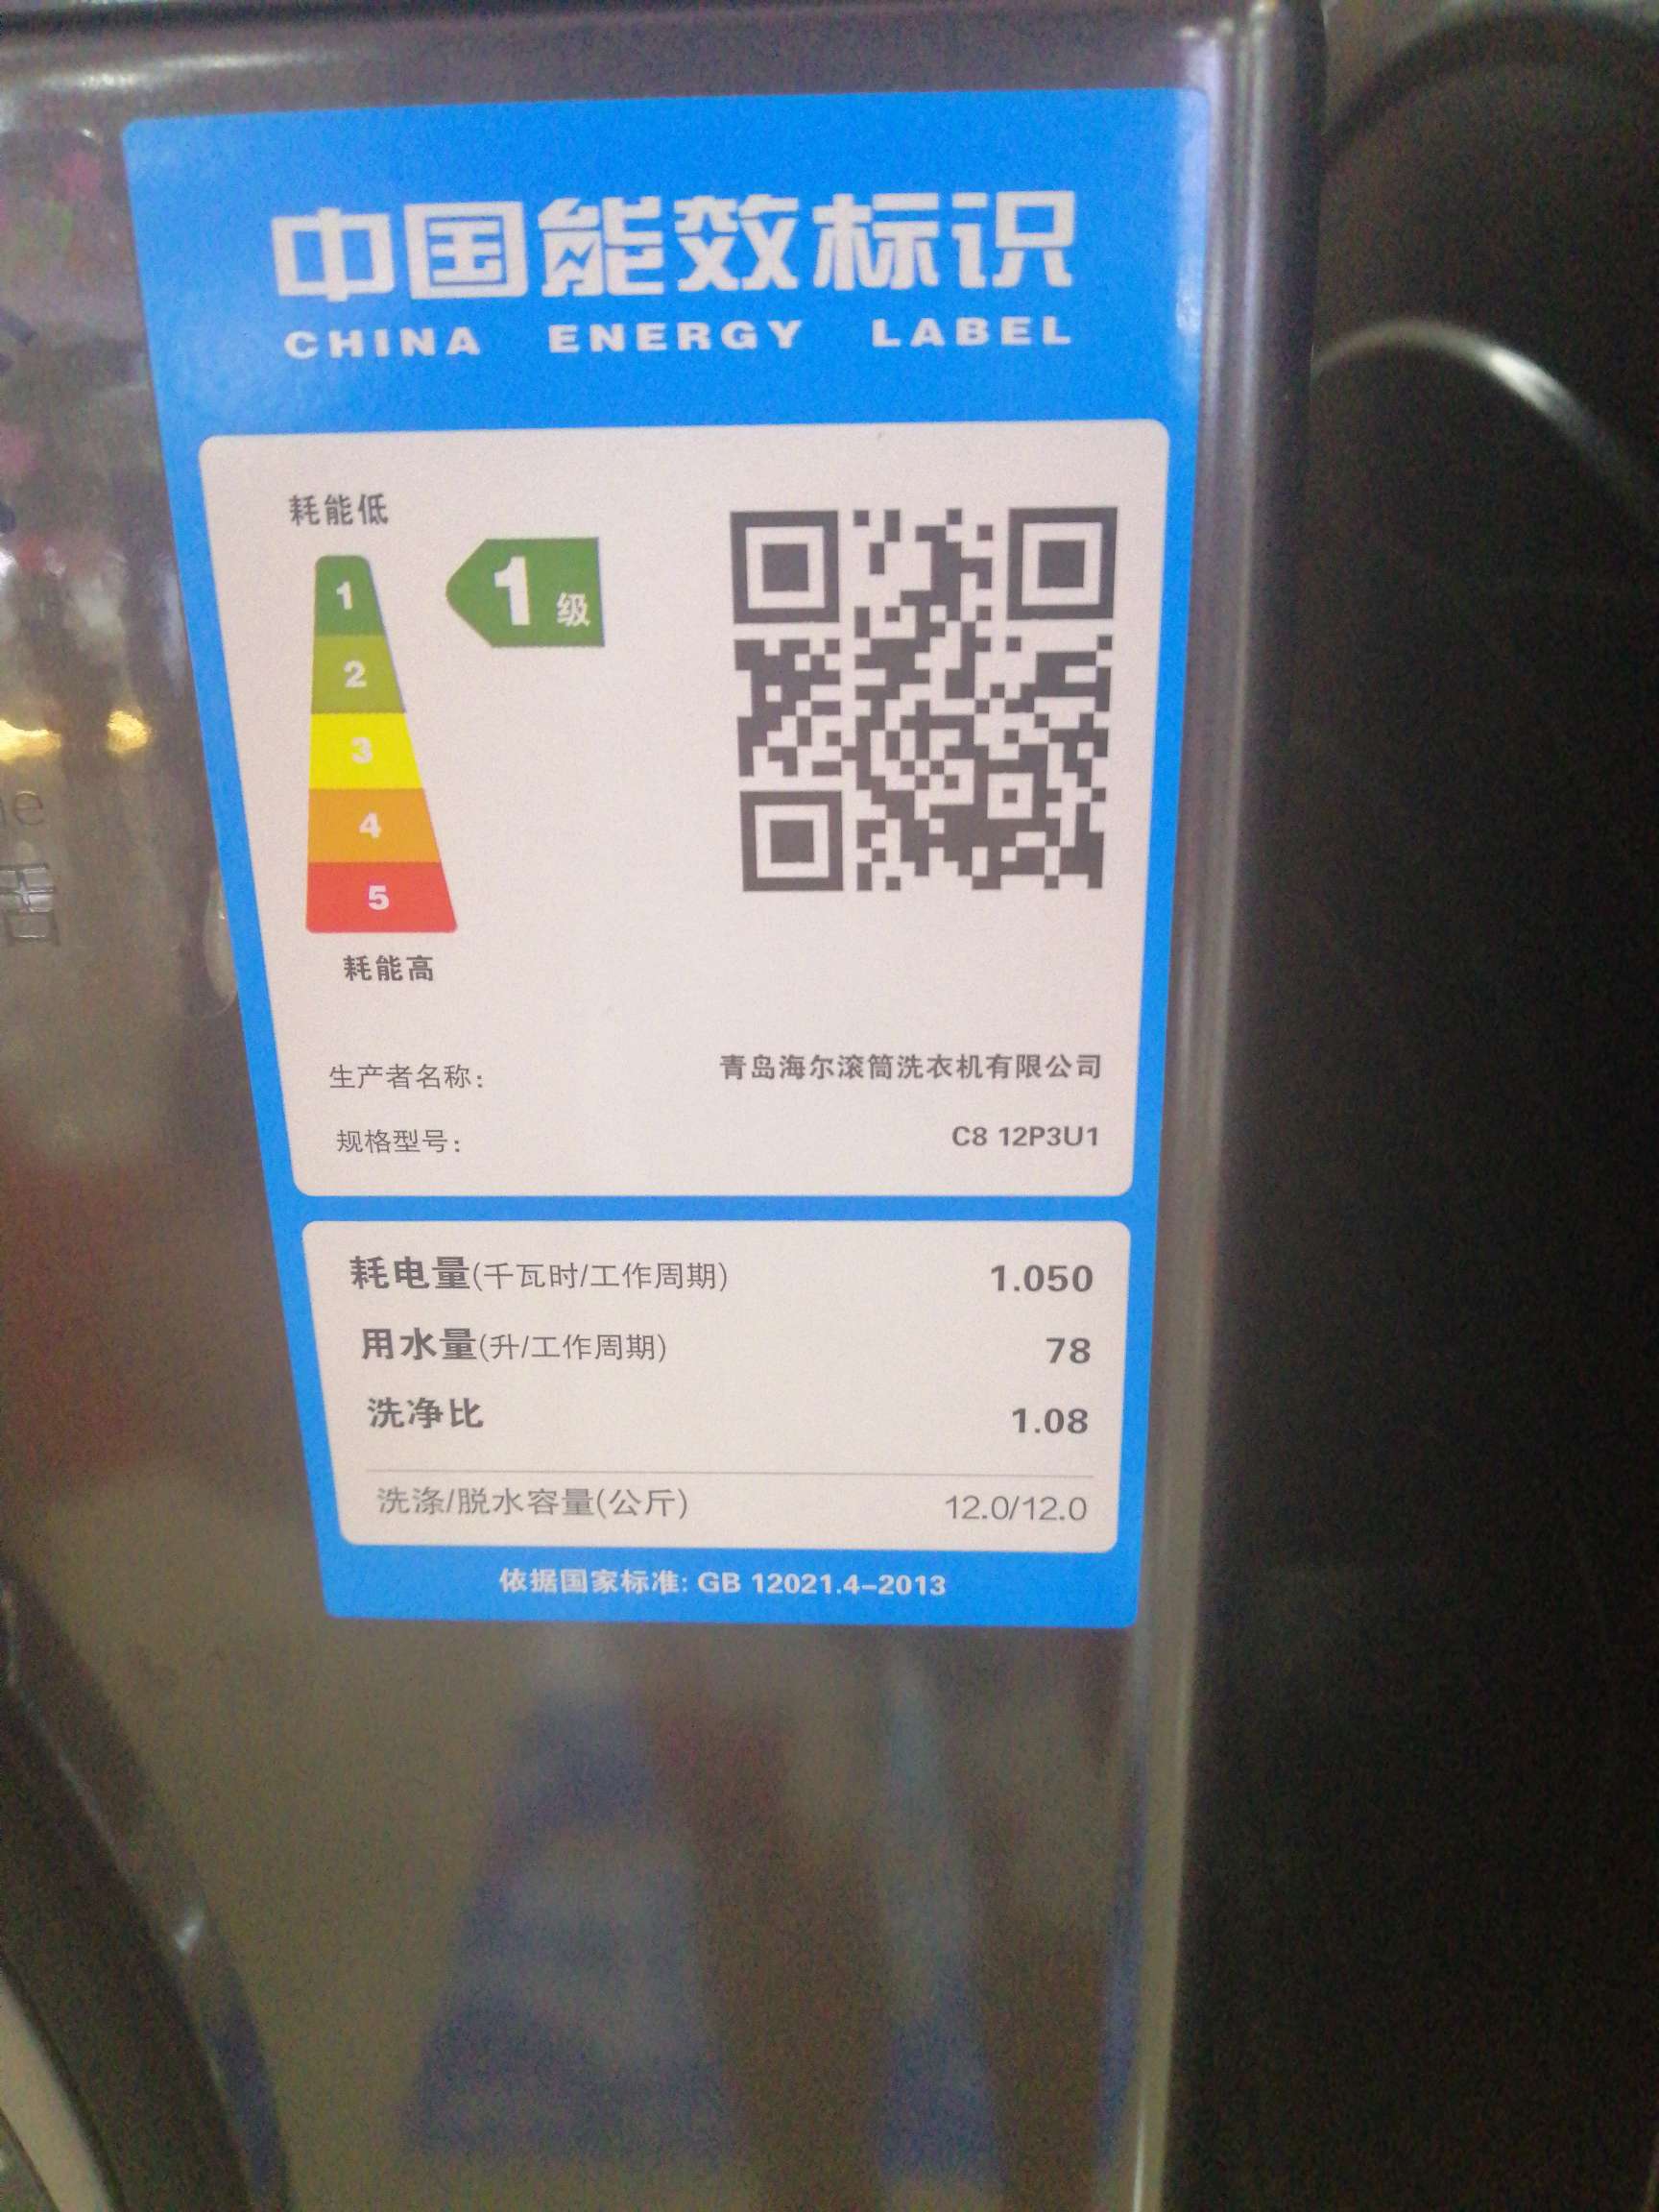 中国能效标识
CHINA ENERGY LABEL
耗能低
1
1级
2
3
4
5
耗能高
生产者名称: 青岛海尔滚筒洗衣机有限公司
规格型号: C8 12P3U1
耗电量(千瓦时/工作周期) 1.050
用水量(升/工作周期) 78
洗净比 1.08
洗涤/脱水容量(公斤) 12.0/12.0
依据国家标准: GB 12021.4-2013